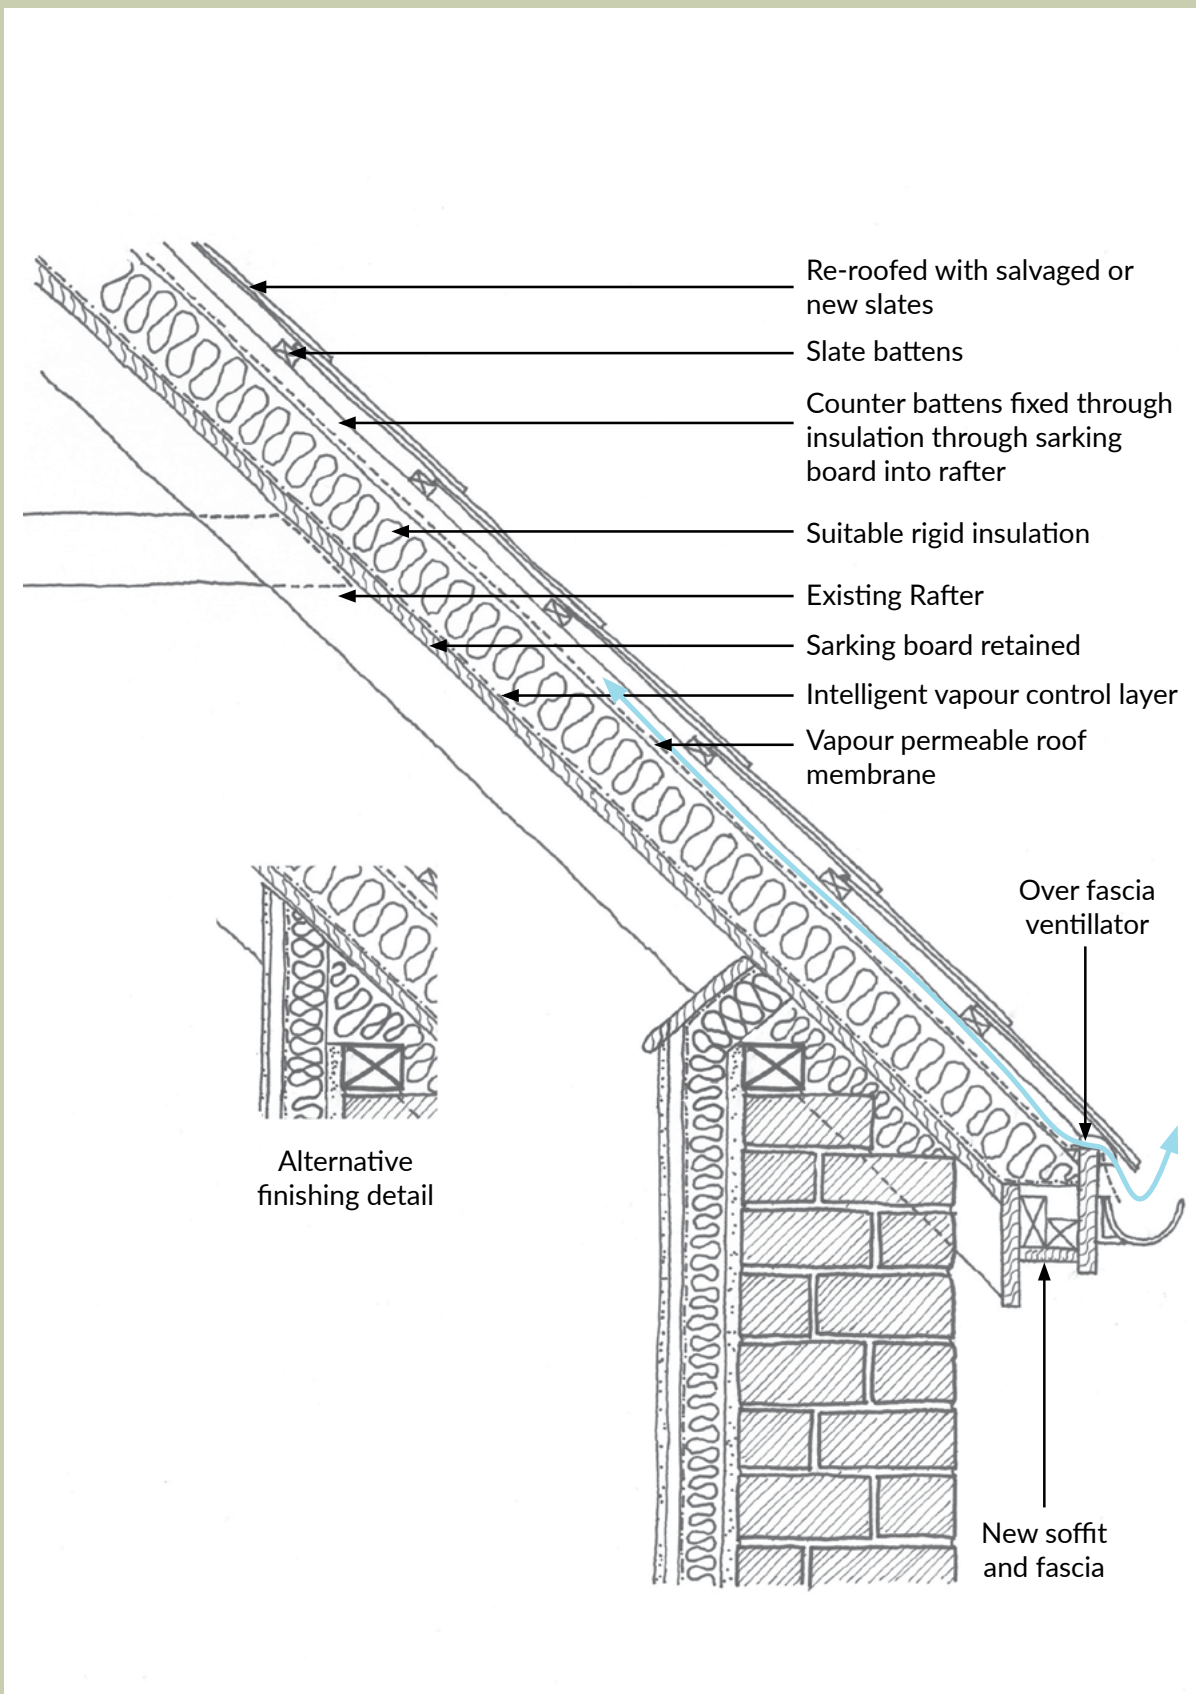 Re-roofed with salvaged or
new slates
Slate battens
Counter battens fixed through
insulation through sarking
board into rafter
Suitable rigid insulation
Existing Rafter
Sarking board retained
Intelligent vapour control layer
Vapour permeable roof
membrane
Over fascia
ventillator
Alternative
finishing detail
New soffit
and fascia